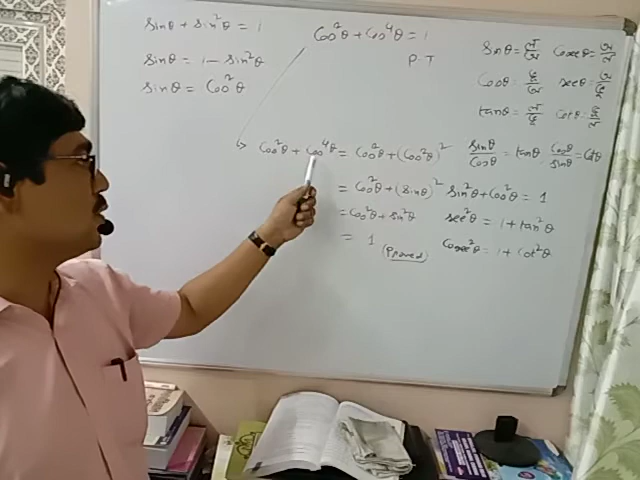 sinθ + sin²θ = 1
sinθ = 1 - sin²θ
sinθ = Cos²θ
Cos²θ + Cos⁴θ = 1
P.T
Cos²θ + Cos⁴θ = Cos²θ + (Cos²θ)²
= Cos²θ + (sinθ)²
= Cos²θ + sin²θ
= 1 (Proved)
Sinθ = ল/অ Cosecθ = অ/ল
Cosθ = ভূ/অ secθ = অ/ভূ
tanθ = ল/ভূ Cotθ = ভূ/ল
sinθ/cosθ = tanθ cosθ/sinθ = Cotθ
sin²θ + cos²θ = 1
sec²θ = 1 + tan²θ
Cosec²θ = 1 + Cot²θ